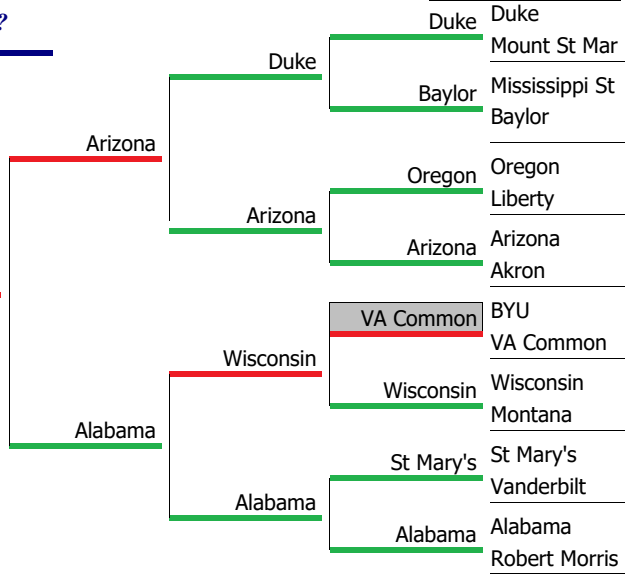 ?
Duke
Duke
Mount St Mar
Duke
Baylor
Mississippi St
Baylor
Arizona
Oregon
Oregon
Liberty
Arizona
Arizona
Arizona
Akron
VA Common
BYU
VA Common
Wisconsin
Wisconsin
Wisconsin
Montana
Alabama
St Mary's
St Mary's
Vanderbilt
Alabama
Alabama
Alabama
Robert Morris